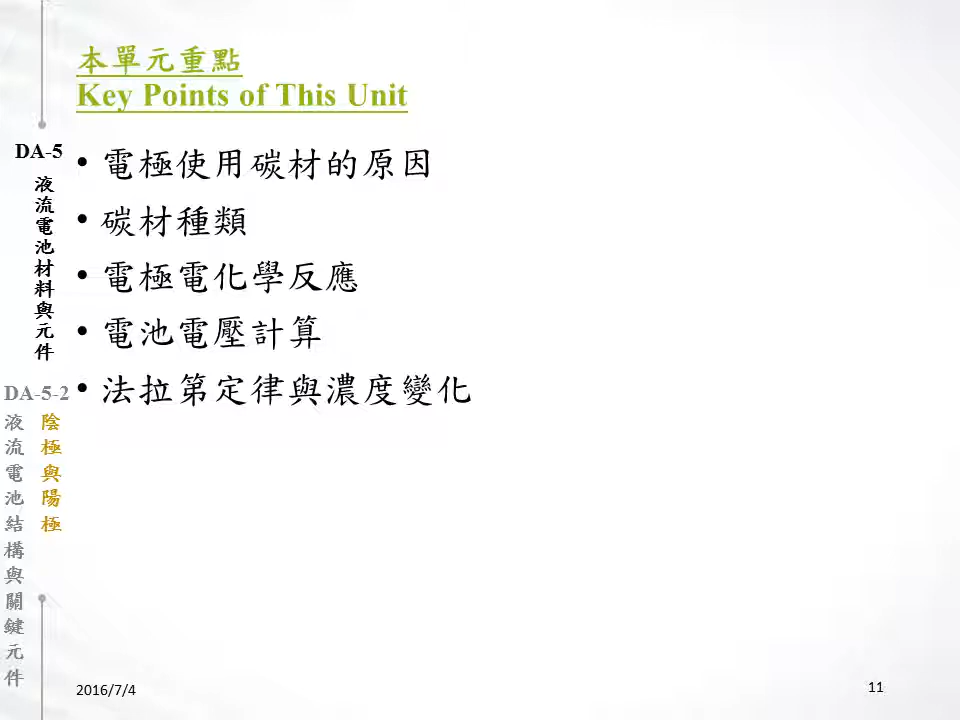 本單元重點
Key Points of This Unit
DA-5
液流電池材料與元件
• 電極使用碳材的原因
• 碳材種類
• 電極電化學反應
• 電池電壓計算
• 法拉第定律與濃度變化
DA-5-2
液流電池結構與關鍵元件
陰極與陽極
2016/7/4
11